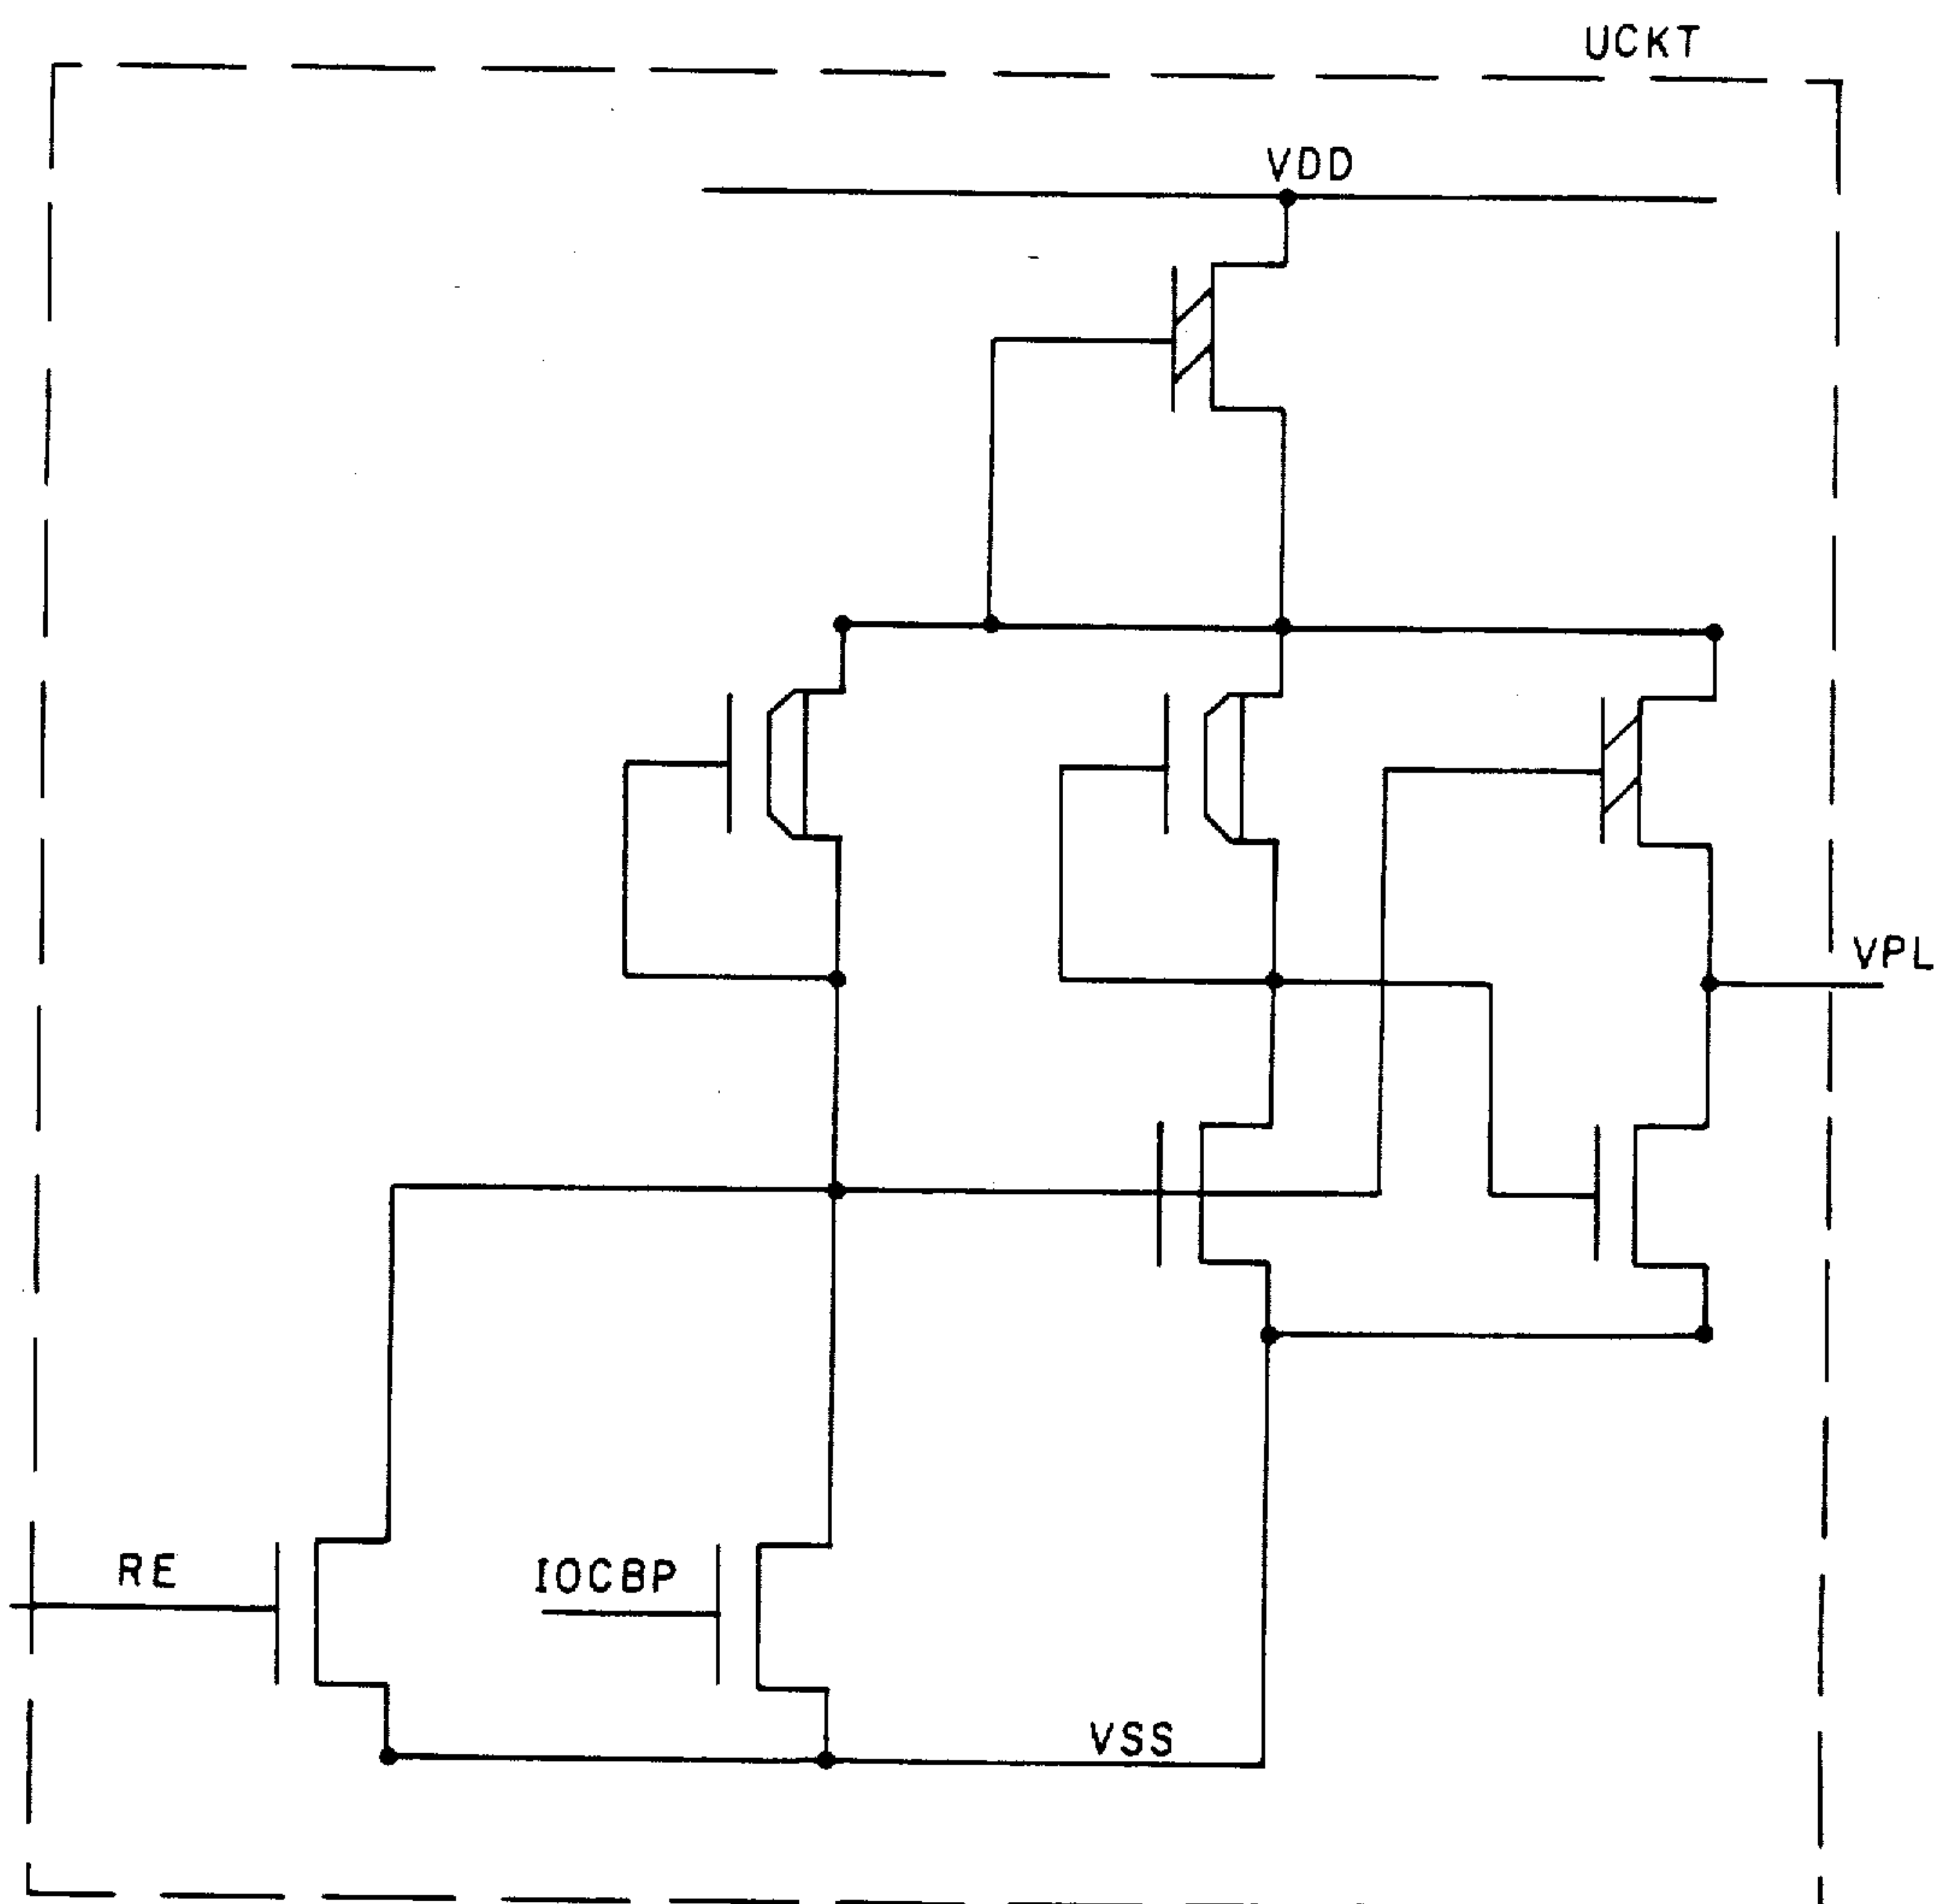 UCKT
VDD
VPL
RE
IOCBP
VSS